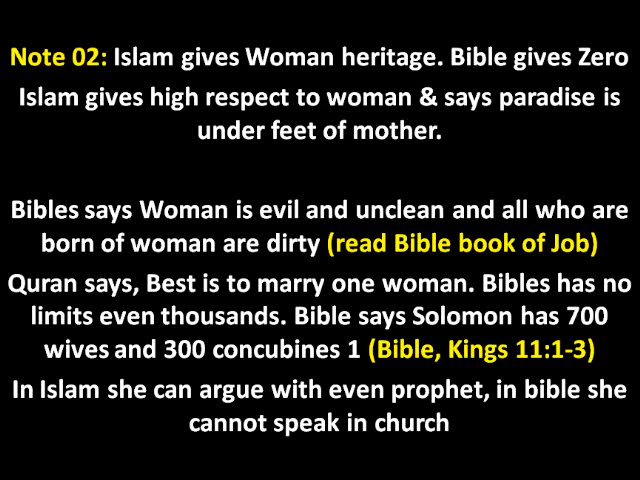 Note 02: Islam gives Woman heritage. Bible gives Zero
Islam gives high respect to woman & says paradise is
under feet of mother.
Bibles says Woman is evil and unclean and all who are
born of woman are dirty (read Bible book of Job)
Quran says, Best is to marry one woman. Bibles has no
limits even thousands. Bible says Solomon has 700
wives and 300 concubines 1 (Bible, Kings 11:1-3)
In Islam she can argue with even prophet, in bible she
cannot speak in church